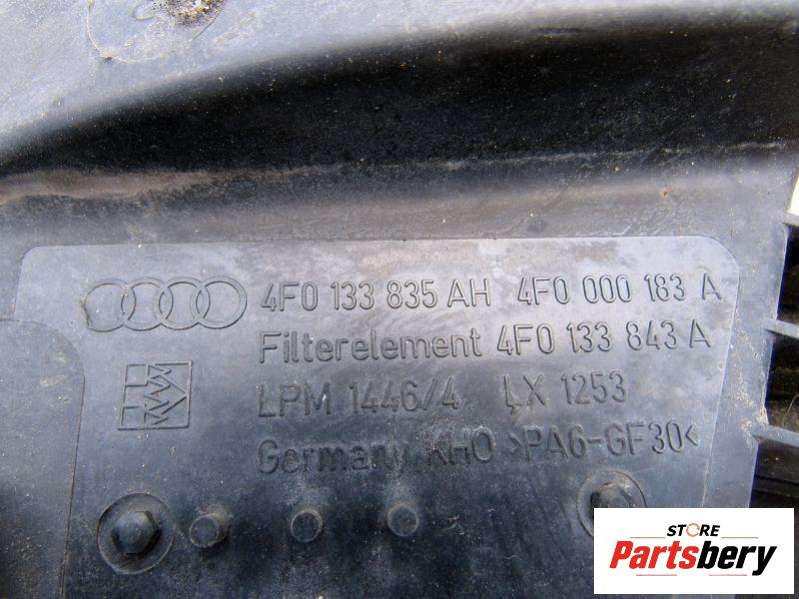 4F0 133 835 AH 4F0 000 183 A
Filterelement 4F0 133 843 A
LPM 1446/4 LX 1253
Germany KHO >PA6-GF30<
STORE
Partsbery